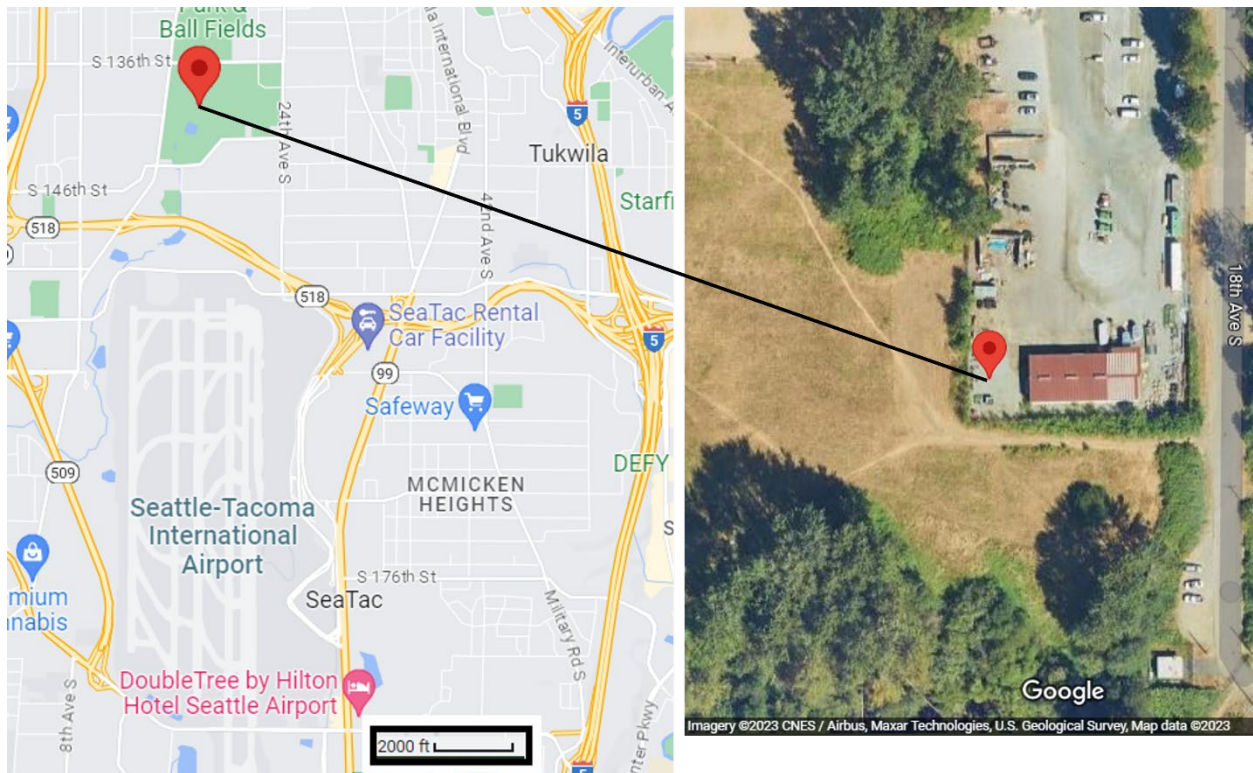 Park &
Ball Fields
S 136th St
24th Ave S
International Blvd
Interurban
5
Tukwila
S 146th St
518
42nd Ave S
Starfi
518
SeaTac Rental
Car Facility
5
99
Safeway
509
MCMICKEN
HEIGHTS
DEFY
Seattle-Tacoma
International
Airport
S 176th St
SeaTac
Military Rd S
DoubleTree by Hilton
Hotel Seattle Airport
8th Ave S
2000 ft
5
18th Ave S
Google
Imagery ©2023 CNES / Airbus, Maxar Technologies, U.S. Geological Survey, Map data ©2023